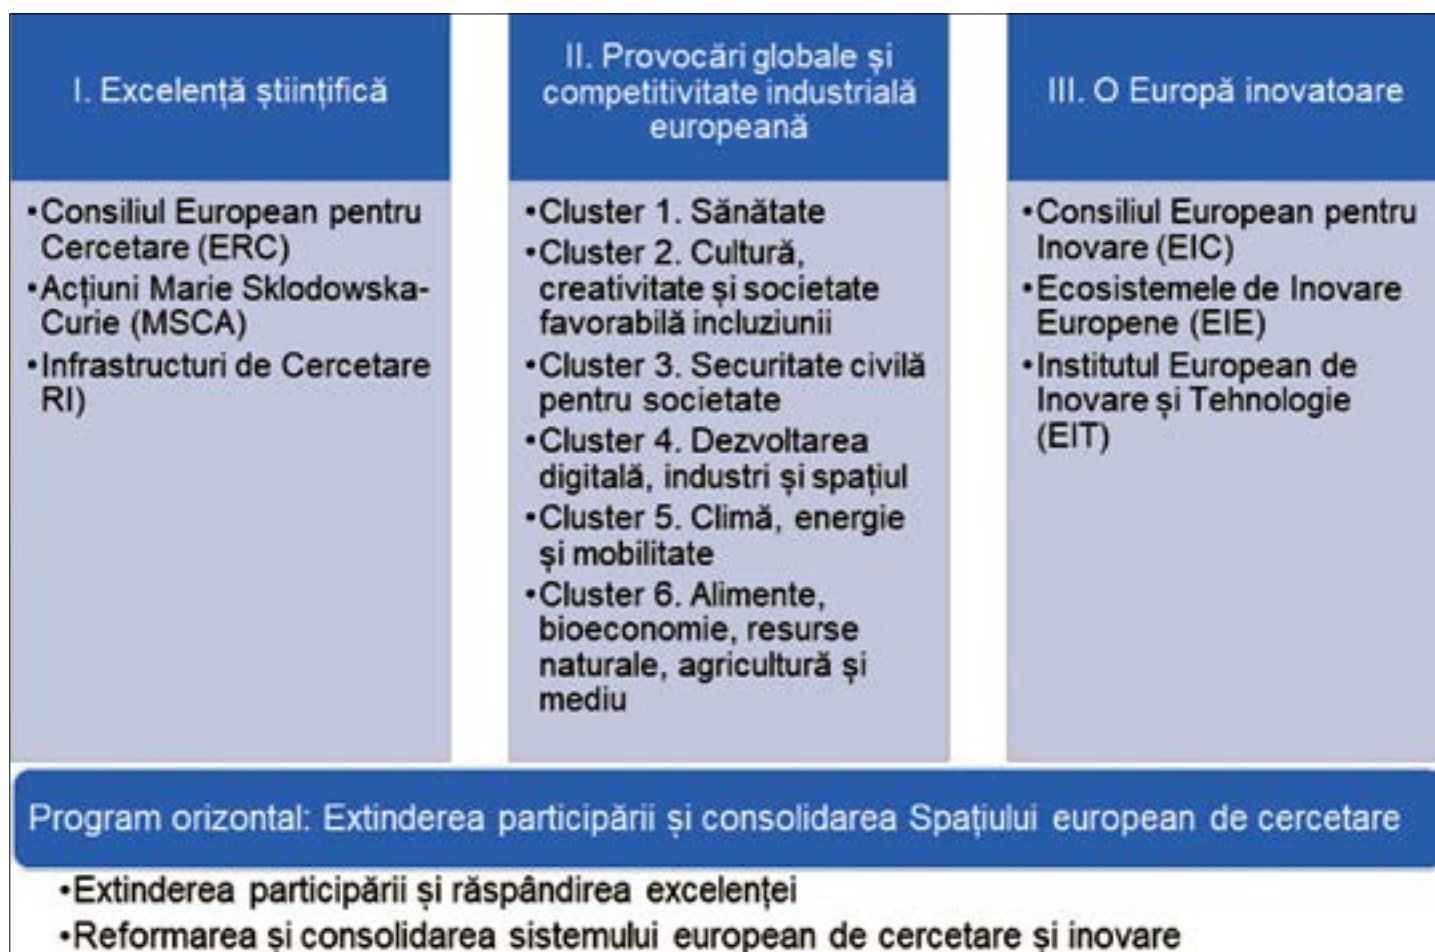 I. Excelență științifică
•Consiliul European pentru
Cercetare (ERC)
•Acțiuni Marie Sklodowska-
Curie (MSCA)
•Infrastructuri de Cercetare
RI)
II. Provocări globale și
competitivitate industrială
europeană
•Cluster 1. Sănătate
•Cluster 2. Cultură,
creativitate și societate
favorabilă incluziunii
•Cluster 3. Securitate civilă
pentru societate
•Cluster 4. Dezvoltarea
digitală, industri și spațiul
•Cluster 5. Climă, energie
și mobilitate
•Cluster 6. Alimente,
bioeconomie, resurse
naturale, agricultură și
mediu
III. O Europă inovatoare
•Consiliul European pentru
Inovare (EIC)
•Ecosistemele de Inovare
Europene (EIE)
•Institutul European de
Inovare și Tehnologie
(EIT)
Program orizontal: Extinderea participării și consolidarea Spațiului european de cercetare
•Extinderea participării și răspândirea excelenței
•Reformarea și consolidarea sistemului european de cercetare și inovare